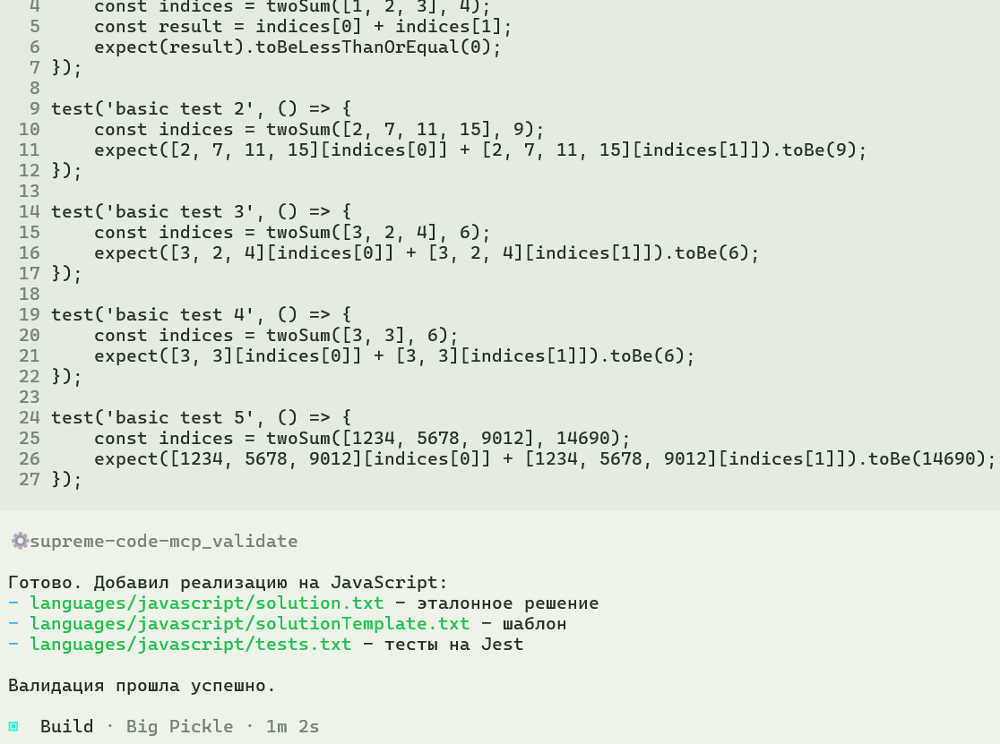 4     const indices = twoSum([1, 2, 3], 4);
5     const result = indices[0] + indices[1];
6     expect(result).toBeLessThanOrEqual(0);
7 });
8
9 test('basic test 2', () => {
10     const indices = twoSum([2, 7, 11, 15], 9);
11     expect([2, 7, 11, 15][indices[0]] + [2, 7, 11, 15][indices[1]]).toBe(9);
12 });
13
14 test('basic test 3', () => {
15     const indices = twoSum([3, 2, 4], 6);
16     expect([3, 2, 4][indices[0]] + [3, 2, 4][indices[1]]).toBe(6);
17 });
18
19 test('basic test 4', () => {
20     const indices = twoSum([3, 3], 6);
21     expect([3, 3][indices[0]] + [3, 3][indices[1]]).toBe(6);
22 });
23
24 test('basic test 5', () => {
25     const indices = twoSum([1234, 5678, 9012], 14690);
26     expect([1234, 5678, 9012][indices[0]] + [1234, 5678, 9012][indices[1]]).toBe(14690);
27 });
supreme-code-mcp_validate
Готово. Добавил реализацию на JavaScript:
- languages/javascript/solution.txt — эталонное решение
- languages/javascript/solutionTemplate.txt — шаблон
- languages/javascript/tests.txt — тесты на Jest
Валидация прошла успешно.
Build · Big Pickle · 1m 2s